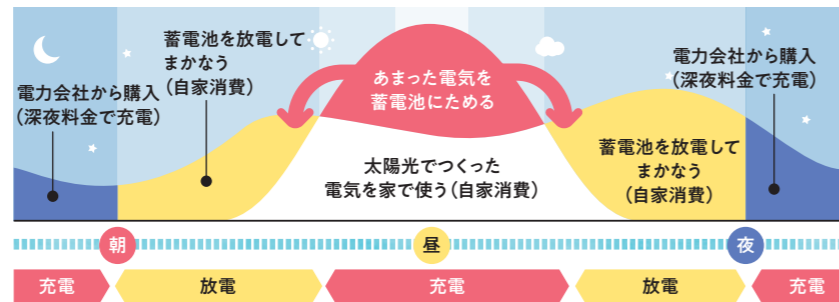 電力会社から購入
(深夜料金で充電)
蓄電池を放電して
まかなう
(自家消費)
あまった電気を
蓄電池にためる
太陽光でつくった
電気を家で使う(自家消費)
蓄電池を放電して
まかなう
(自家消費)
電力会社から購入
(深夜料金で充電)
朝
昼
夜
充電
放電
充電
放電
充電